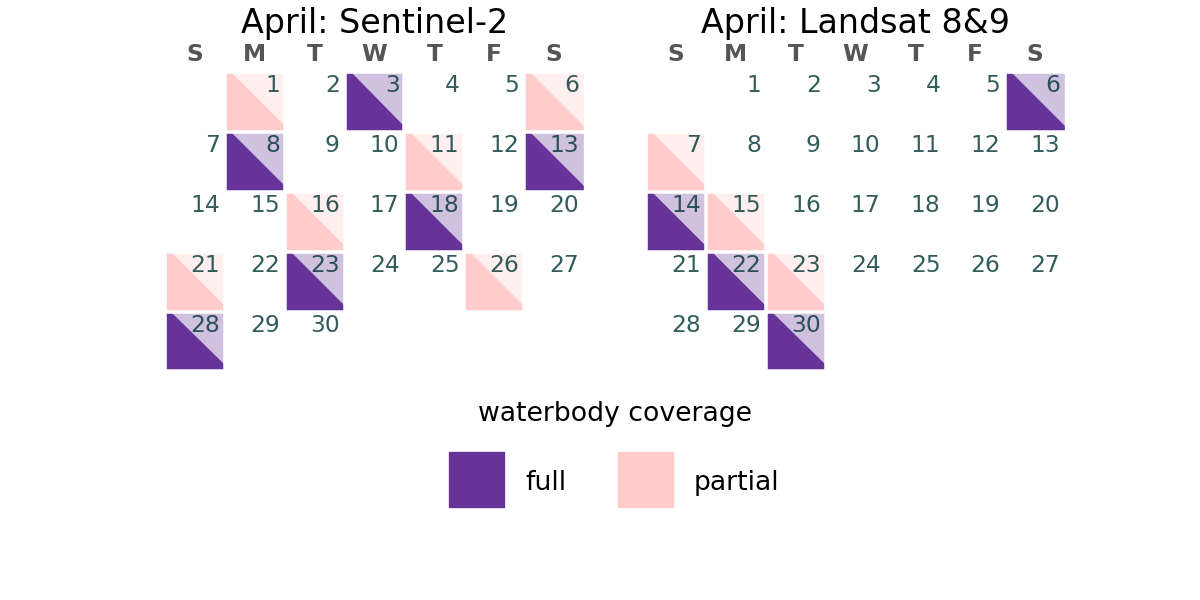 April: Sentinel-2
S M T W T F S
1 2 3 4 5 6
7 8 9 10 11 12 13
14 15 16 17 18 19 20
21 22 23 24 25 26 27
28 29 30
April: Landsat 8&9
S M T W T F S
1 2 3 4 5 6
7 8 9 10 11 12 13
14 15 16 17 18 19 20
21 22 23 24 25 26 27
28 29 30
waterbody coverage
full partial